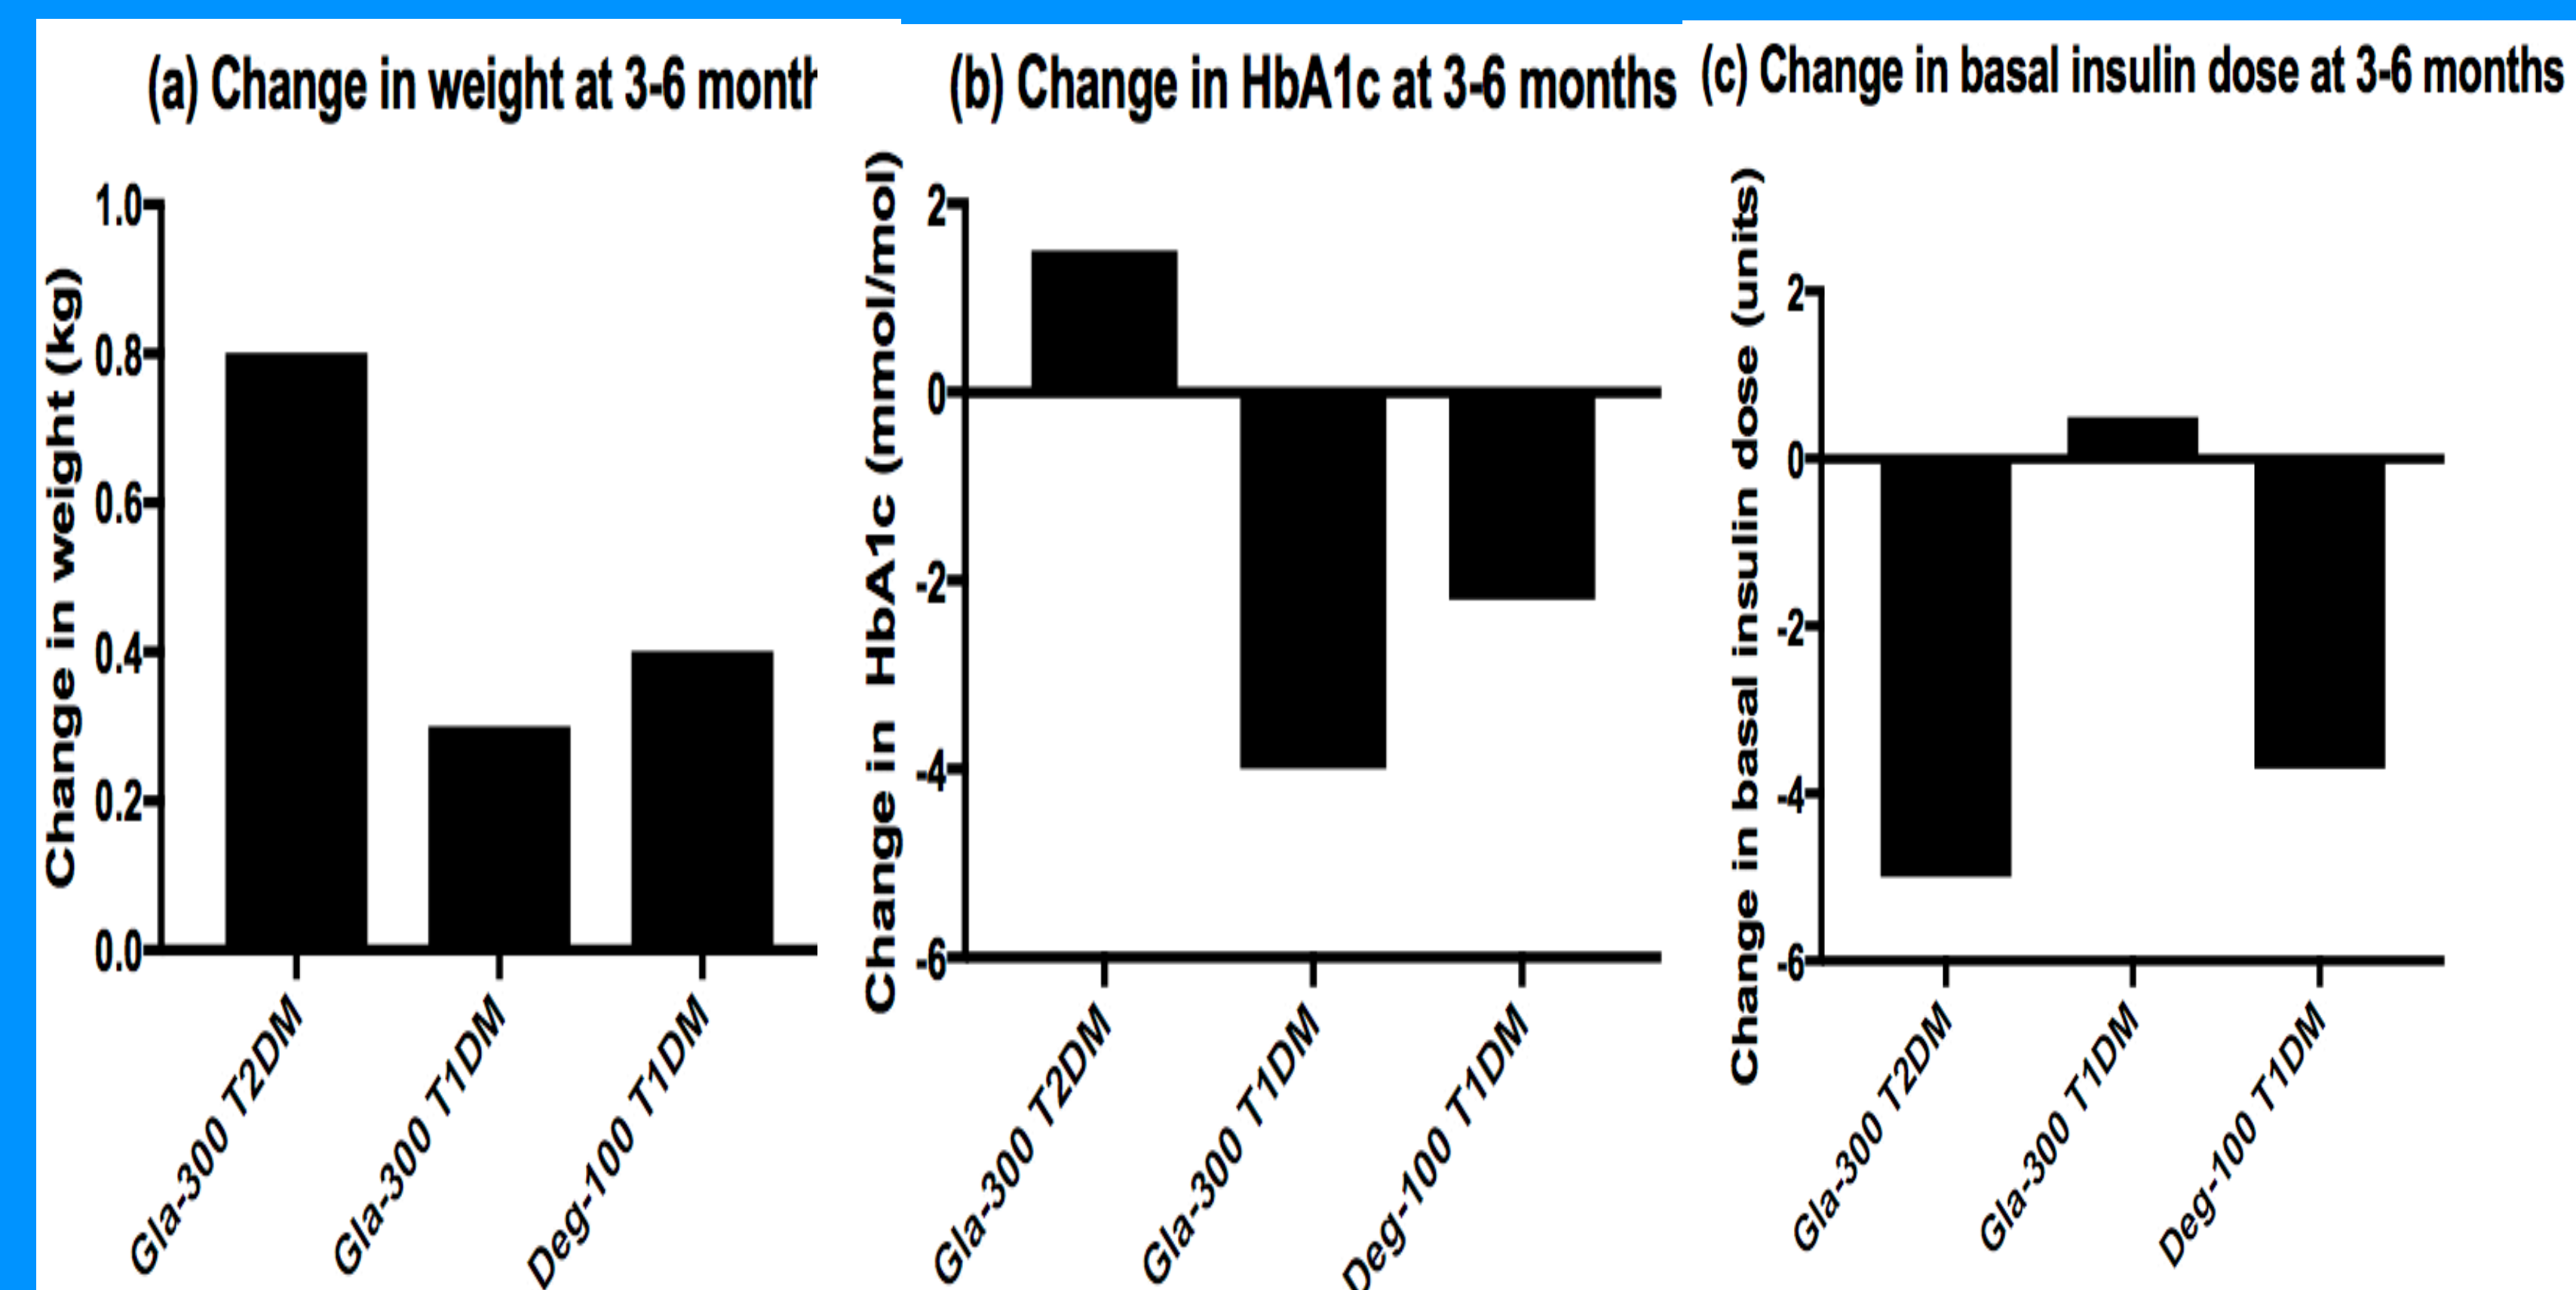 (a) Change in weight at 3-6 month
Change in weight (kg)
1.0
0.8
0.6
0.4
0.2
0.0
Gla-300 T2DM
Gla-300 T1DM
Deg-100 T1DM
(b) Change in HbA1c at 3-6 months
Change in HbA1c (mmol/mol)
2
0
-2
-4
-6
Gla-300 T2DM
Gla-300 T1DM
Deg-100 T1DM
(c) Change in basal insulin dose at 3-6 months
Change in basal insulin dose (units)
2
0
-2
-4
-6
Gla-300 T2DM
Gla-300 T1DM
Deg-100 T1DM